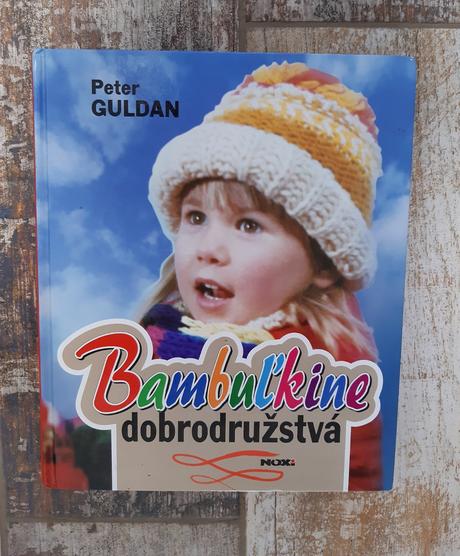 Peter
GULDAN
Bambuľkine
dobrodružstvá
NOXi